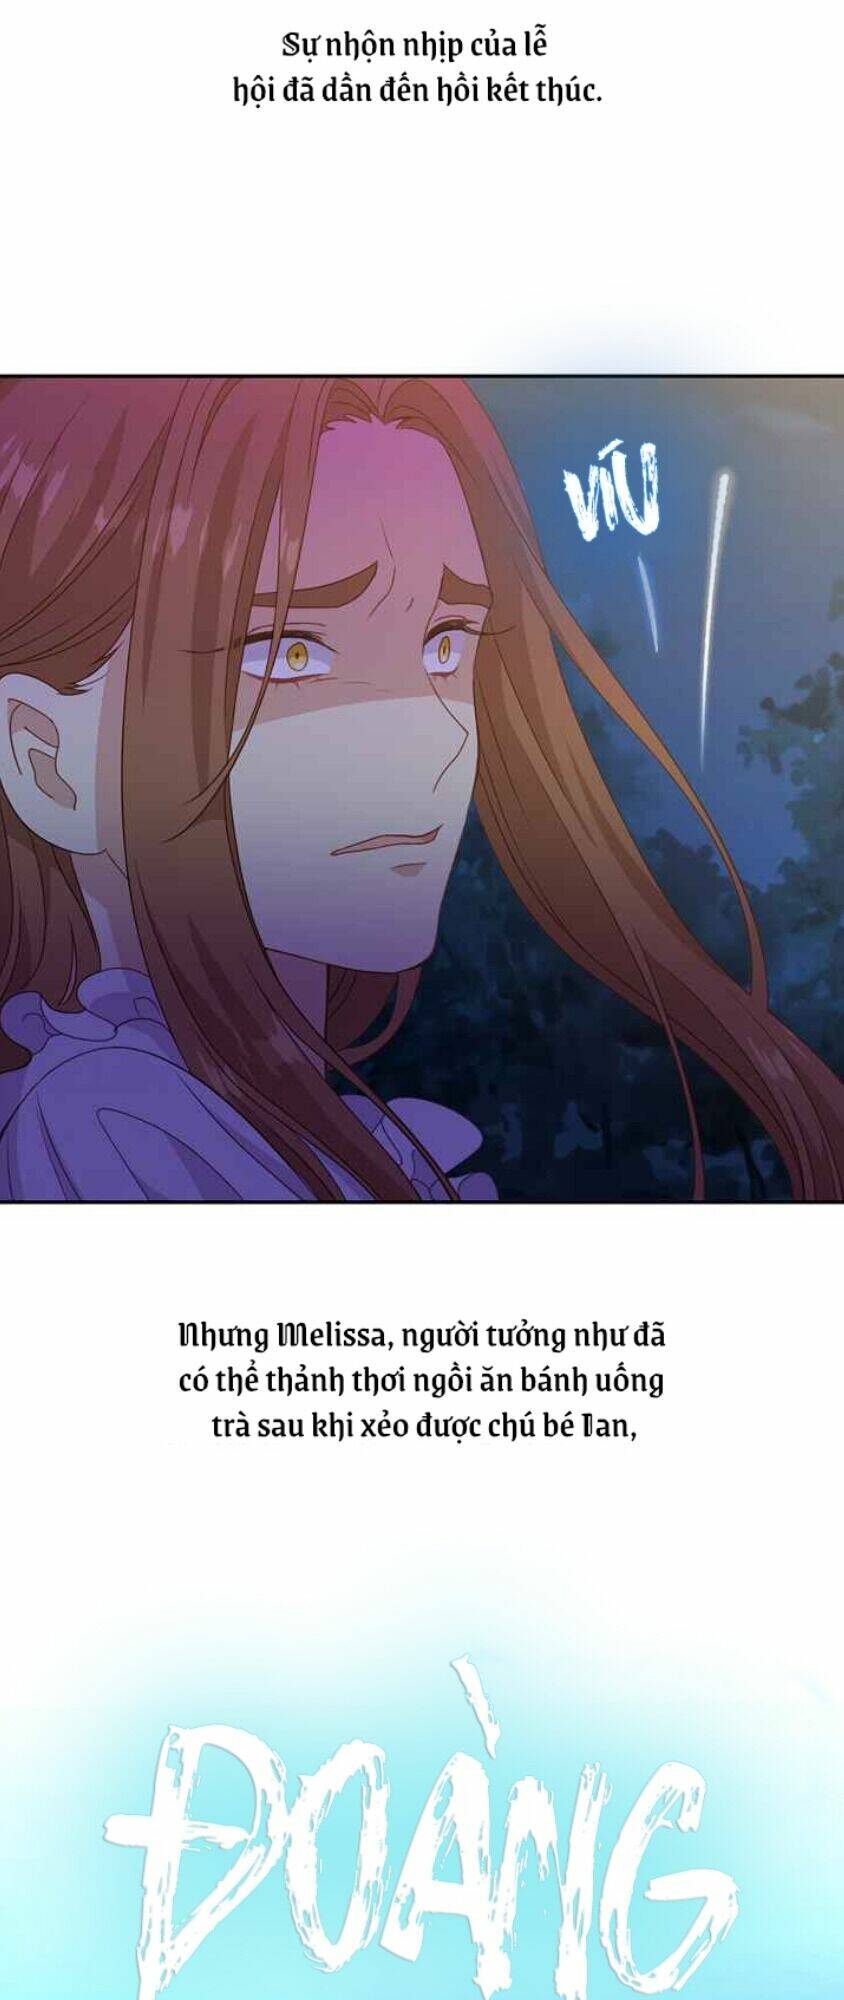 Sự nhộn nhịp của lễ
hội đã dần đến hồi kết thúc.
VÍU
Nhưng Melissa, người tưởng như đã
có thể thảnh thơi ngồi ăn bánh uống
trà sau khi xẻo được chú bé Ian,
ĐOÀNG